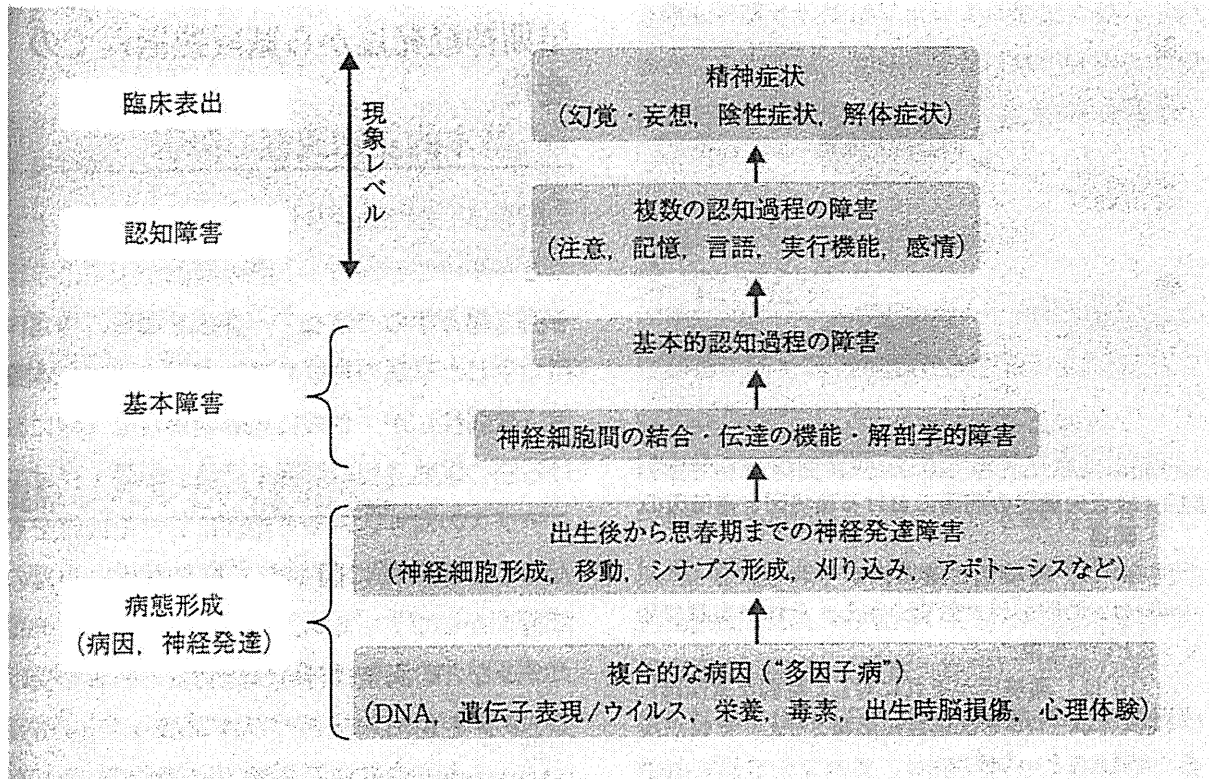 臨床表出
認知障害
現象レベル
基本障害
病態形成
(病因, 神経発達)
精神症状
(幻覚・妄想, 陰性症状, 解体症状)
複数の認知過程の障害
(注意, 記憶, 言語, 実行機能, 感情)
基本的認知過程の障害
神経細胞間の結合・伝達の機能・解剖学的障害
出生後から思春期までの神経発達障害
(神経細胞形成, 移動, シナプス形成, 刈り込み, アポトーシスなど)
複合的な病因 (“多因子病”)
(DNA, 遺伝子表現/ウイルス, 栄養, 毒素, 出生時脳損傷, 心理体験)